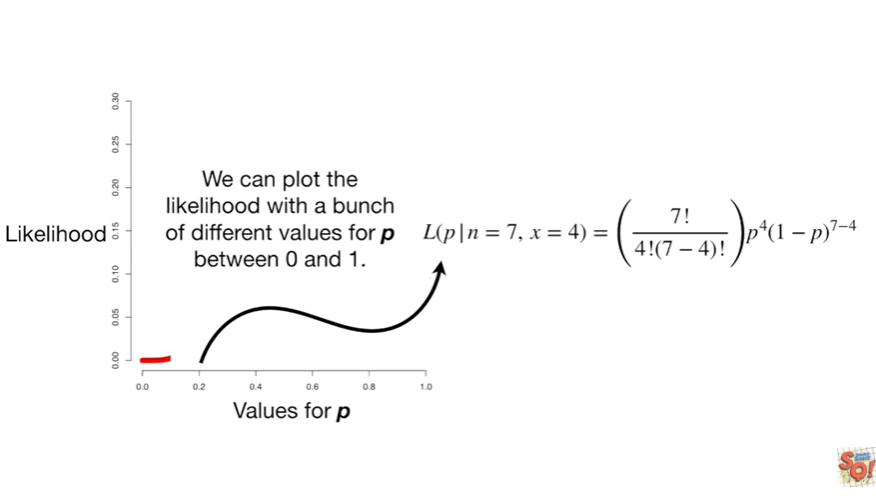 We can plot the
likelihood with a bunch
of different values for p
between 0 and 1.
L(p|n = 7, x = 4) = (7! / 4!(7 − 4)!) p⁴(1 − p)⁷⁻⁴
Likelihood
0.30
0.25
0.20
0.15
0.10
0.05
0.00
0.0 0.2 0.4 0.6 0.8 1.0
Values for p
SQ!